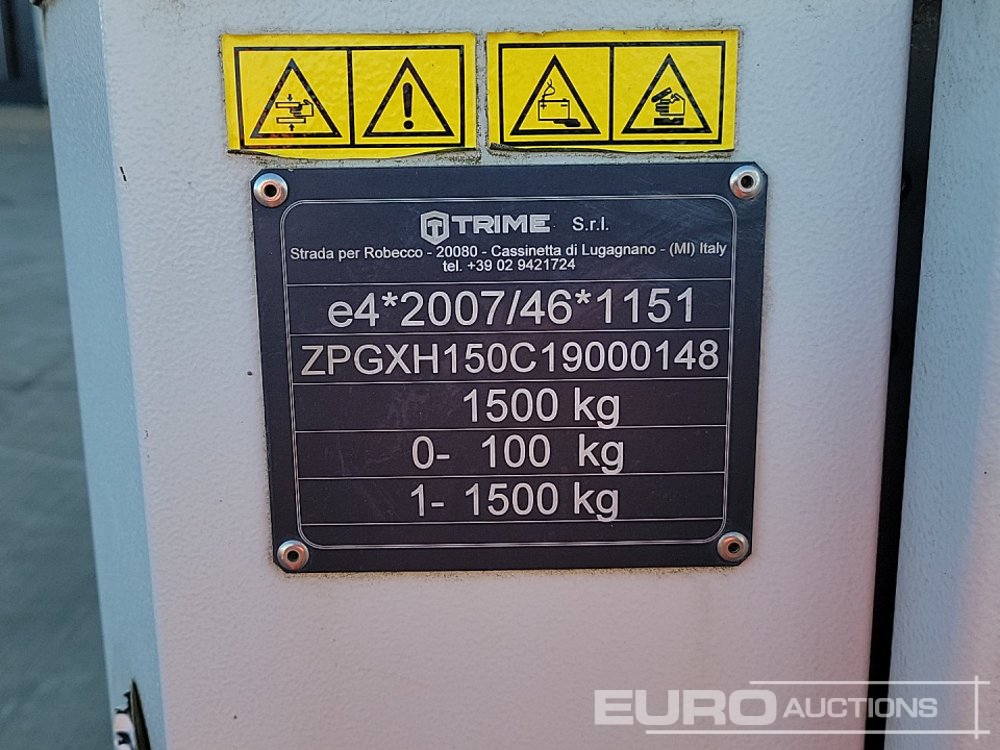 TRIME S.r.l.
Strada per Robecco - 20080 - Cassinetta di Lugagnano - (MI) Italy
tel. +39 02 9421724
e4*2007/46*1151
ZPGXH150C19000148
1500 kg
0- 100 kg
1- 1500 kg
EURO AUCTIONS